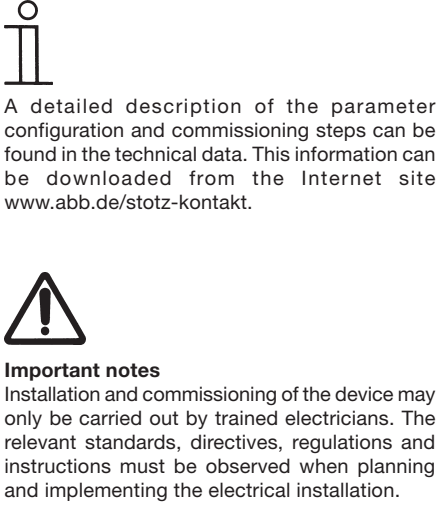 A detailed description of the parameter
configuration and commissioning steps can be
found in the technical data. This information can
be downloaded from the Internet site
www.abb.de/stotz-kontakt.
Important notes
Installation and commissioning of the device may
only be carried out by trained electricians. The
relevant standards, directives, regulations and
instructions must be observed when planning
and implementing the electrical installation.